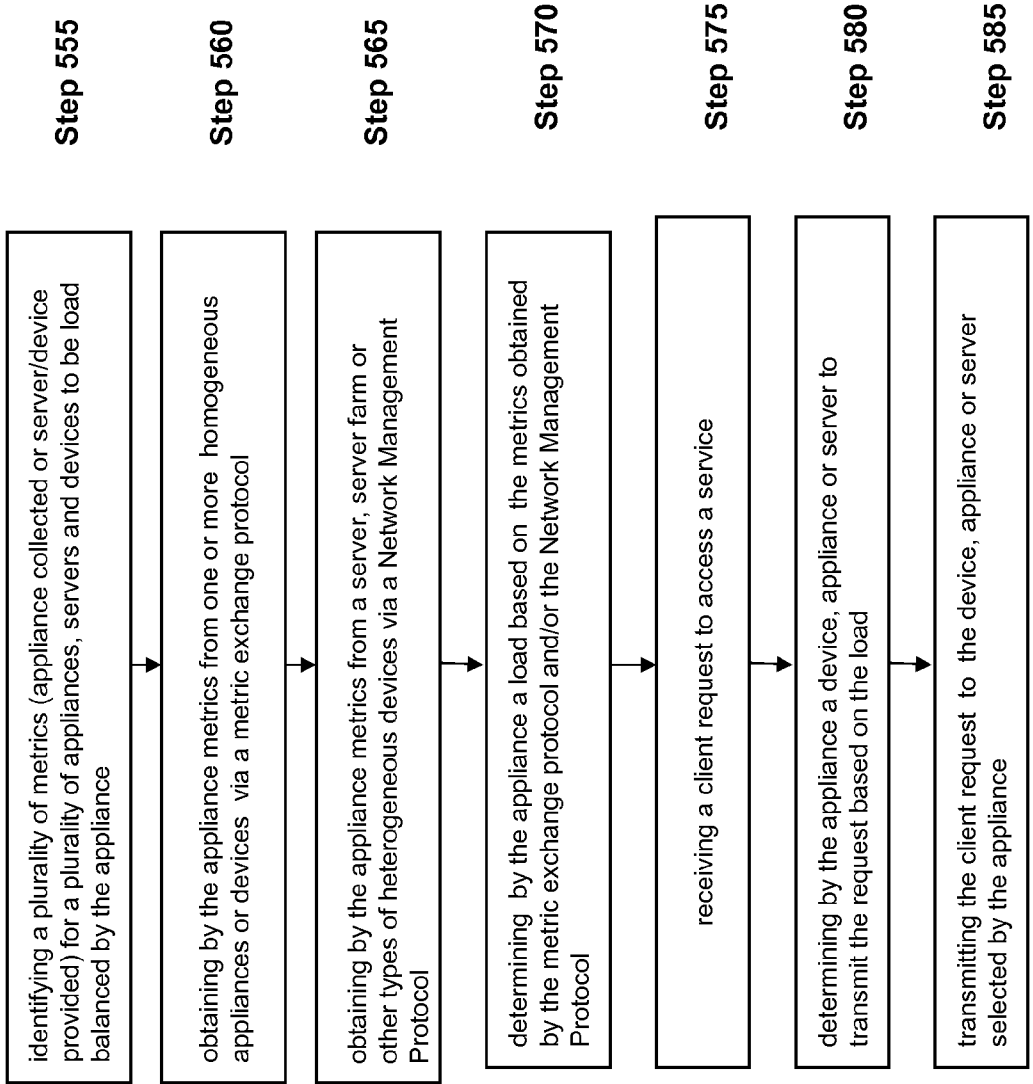 identifying a plurality of metrics (appliance collected or server/device
provided) for a plurality of appliances, servers and devices to be load
balanced by the appliance
Step 555
obtaining by the appliance metrics from one or more homogeneous
appliances or devices via a metric exchange protocol
Step 560
obtaining by the appliance metrics from a server, server farm or
other types of heterogeneous devices via a Network Management
Protocol
Step 565
determining by the appliance a load based on the metrics obtained
by the metric exchange protocol and/or the Network Management
Protocol
Step 570
receiving a client request to access a service
Step 575
determining by the appliance a device, appliance or server to
transmit the request based on the load
Step 580
transmitting the client request to the device, appliance or server
selected by the appliance
Step 585